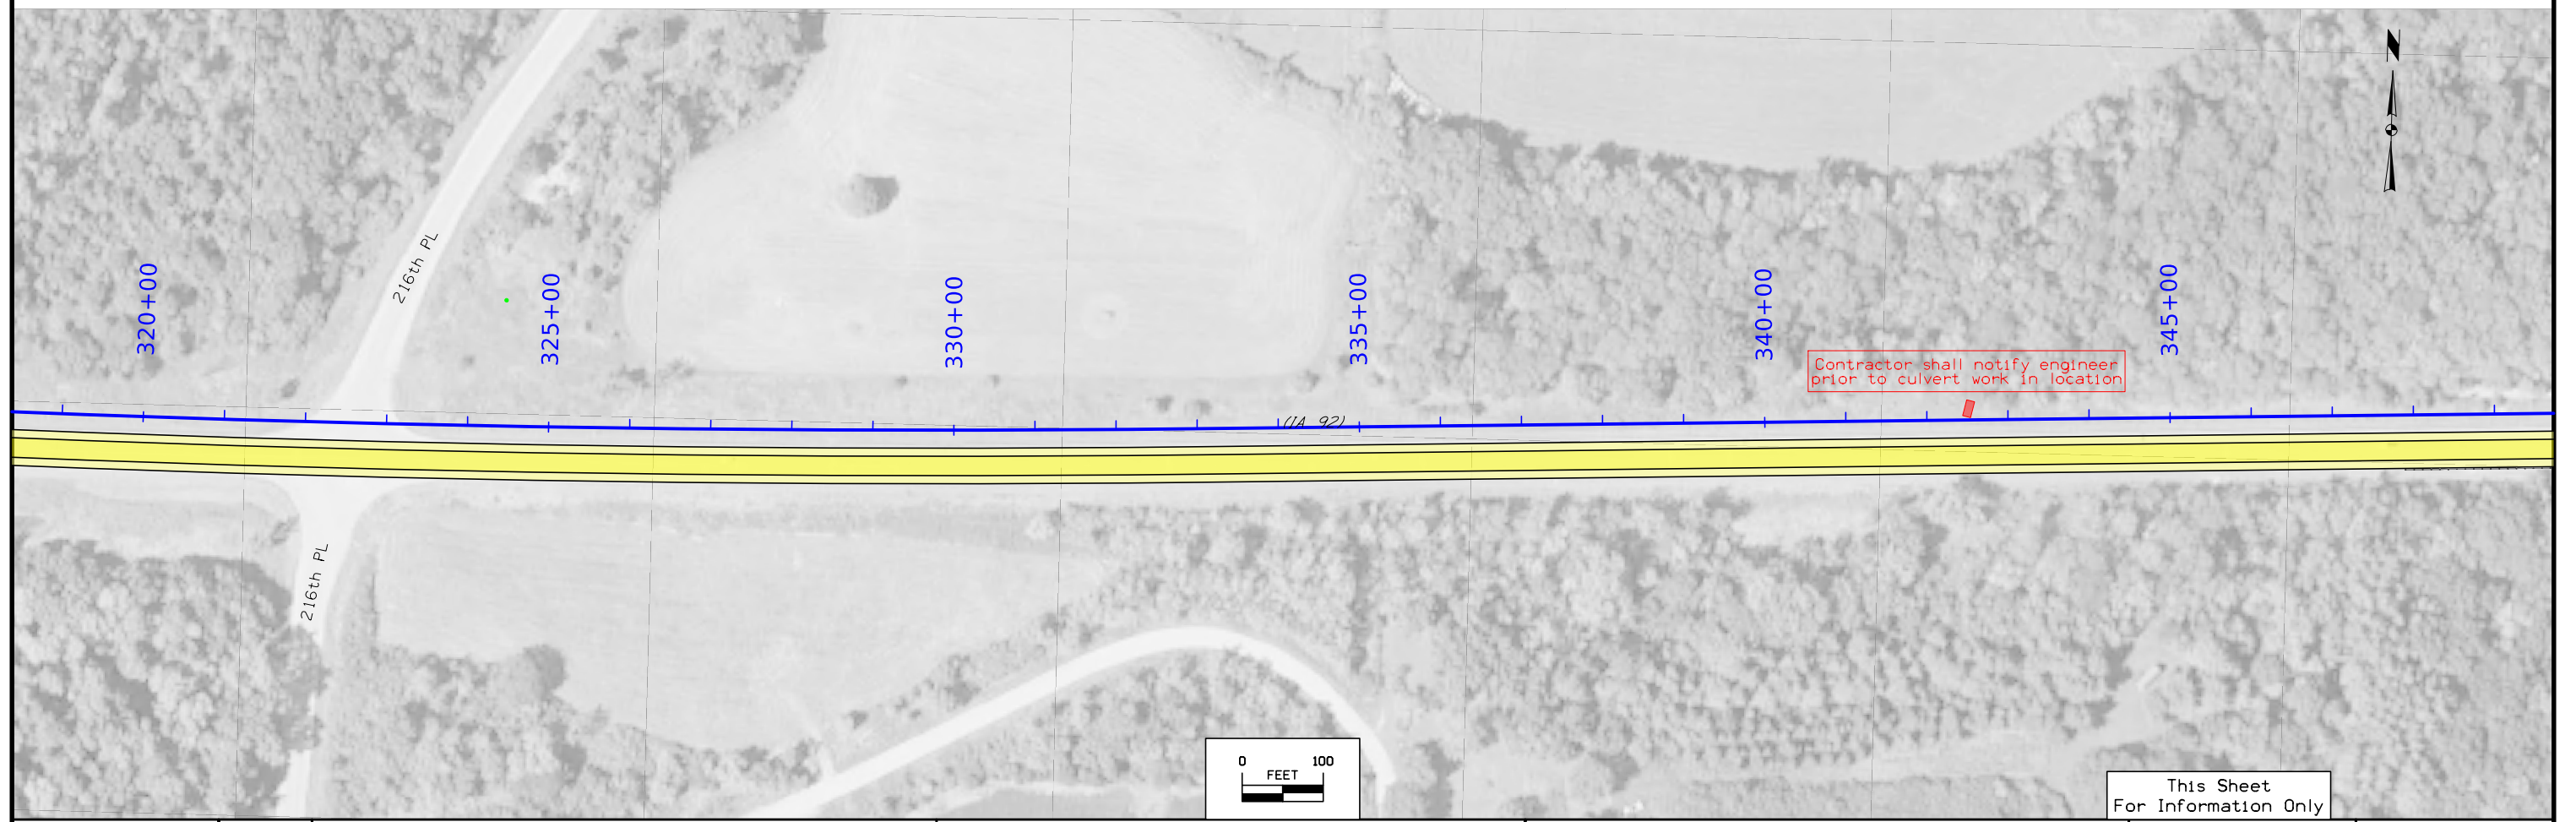 N
216th PL
320+00
325+00
330+00
335+00
340+00
345+00
Contractor shall notify engineer
prior to culvert work in location
(IA 92)
216th PL
0 100
FEET
This Sheet
For Information Only